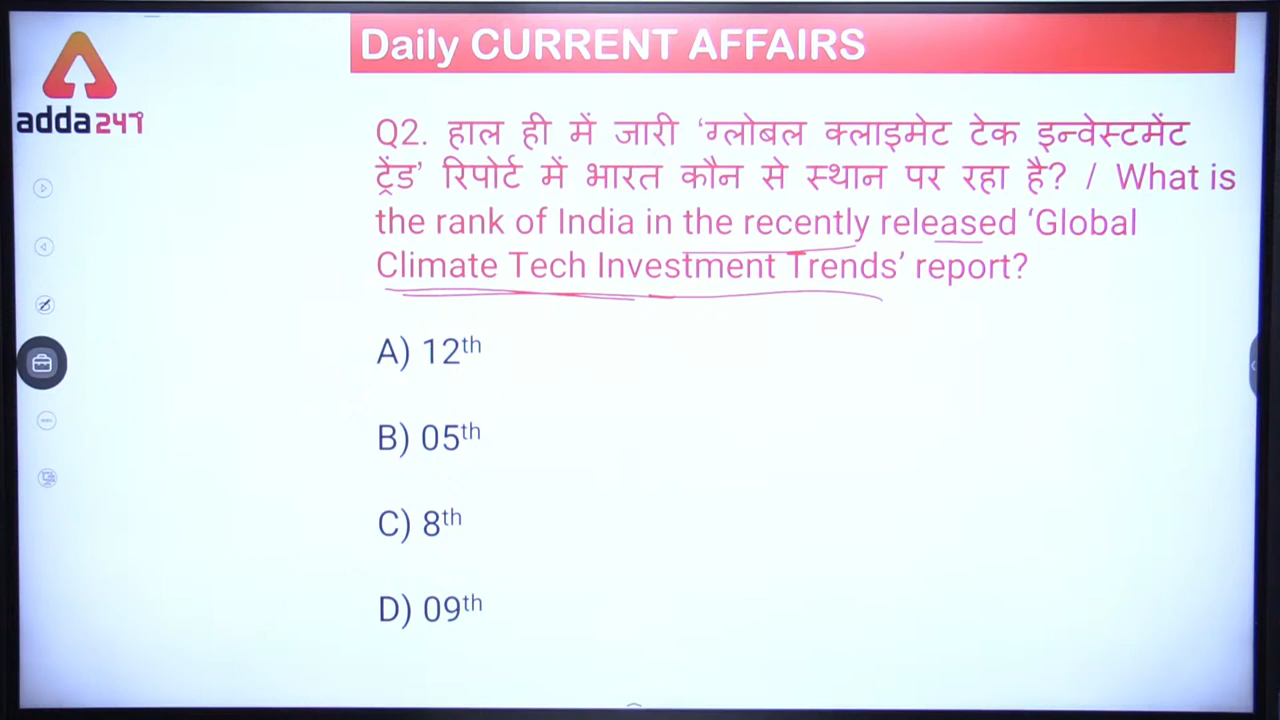 Daily CURRENT AFFAIRS
adda247
Q2. हाल ही में जारी ‘ग्लोबल क्लाइमेट टेक इन्वेस्टमेंट
ट्रेंड’ रिपोर्ट में भारत कौन से स्थान पर रहा है? / What is
the rank of India in the recently released ‘Global
Climate Tech Investment Trends’ report?
A) 12th
B) 05th
C) 8th
D) 09th